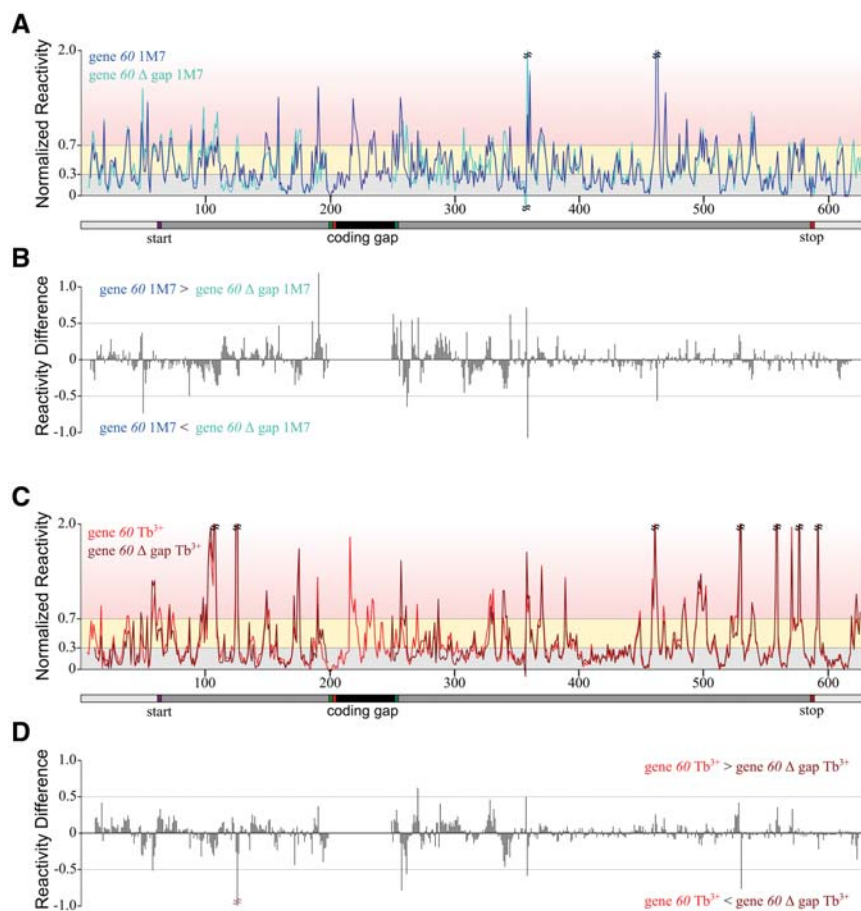 A
Normalized Reactivity
2.0
0.7
0.3
0
gene 60 1M7
gene 60 Δ gap 1M7
100 200 300 400 500 600
start coding gap stop
B
Reactivity Difference
1.0
0.5
0
-0.5
-1.0
gene 60 1M7 > gene 60 Δ gap 1M7
gene 60 1M7 < gene 60 Δ gap 1M7
C
Normalized Reactivity
2.0
0.7
0.3
0
gene 60 Tb³⁺
gene 60 Δ gap Tb³⁺
100 200 300 400 500 600
start coding gap stop
D
Reactivity Difference
1.0
0.5
0
-0.5
-1.0
gene 60 Tb³⁺ > gene 60 Δ gap Tb³⁺
gene 60 Tb³⁺ < gene 60 Δ gap Tb³⁺